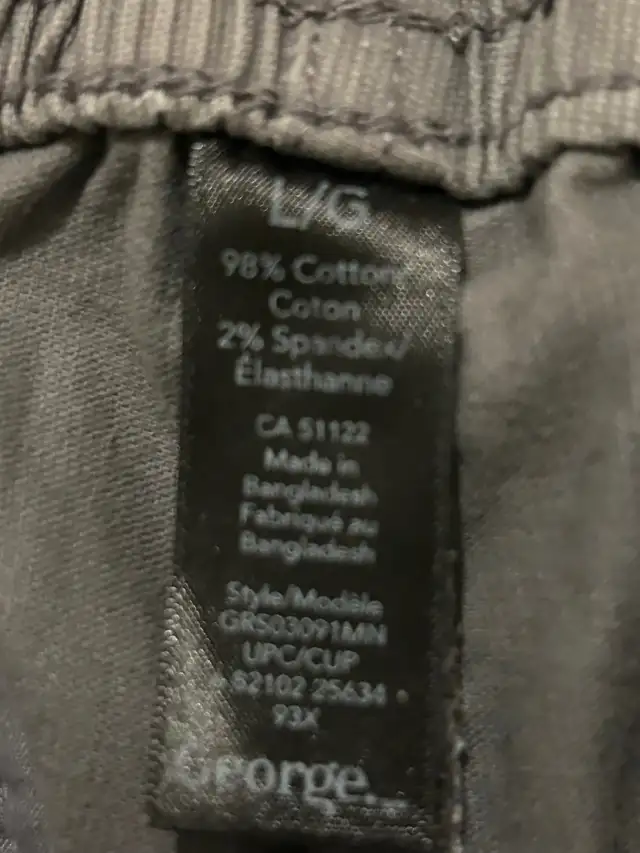 L/G
98% Cotton/
Coton
2% Spandex/
Élasthanne
CA 51122
Made in
Bangladesh
Fabriqué au
Bangladesh
Style/Modèle
GRS03091MN
UPC/CUP
62102 25634
93X
George.